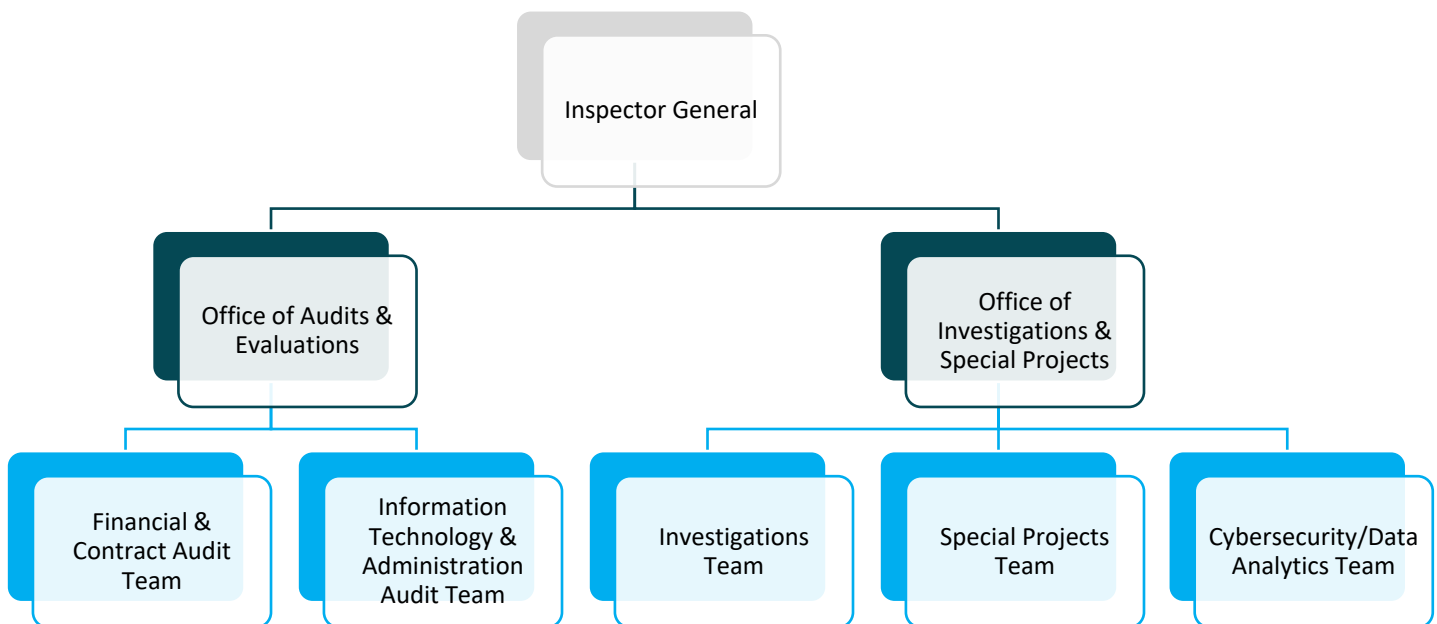 Inspector General
Office of Audits &
Evaluations
Office of
Investigations &
Special Projects
Financial &
Contract Audit
Team
Information
Technology &
Administration
Audit Team
Investigations
Team
Special Projects
Team
Cybersecurity/Data
Analytics Team